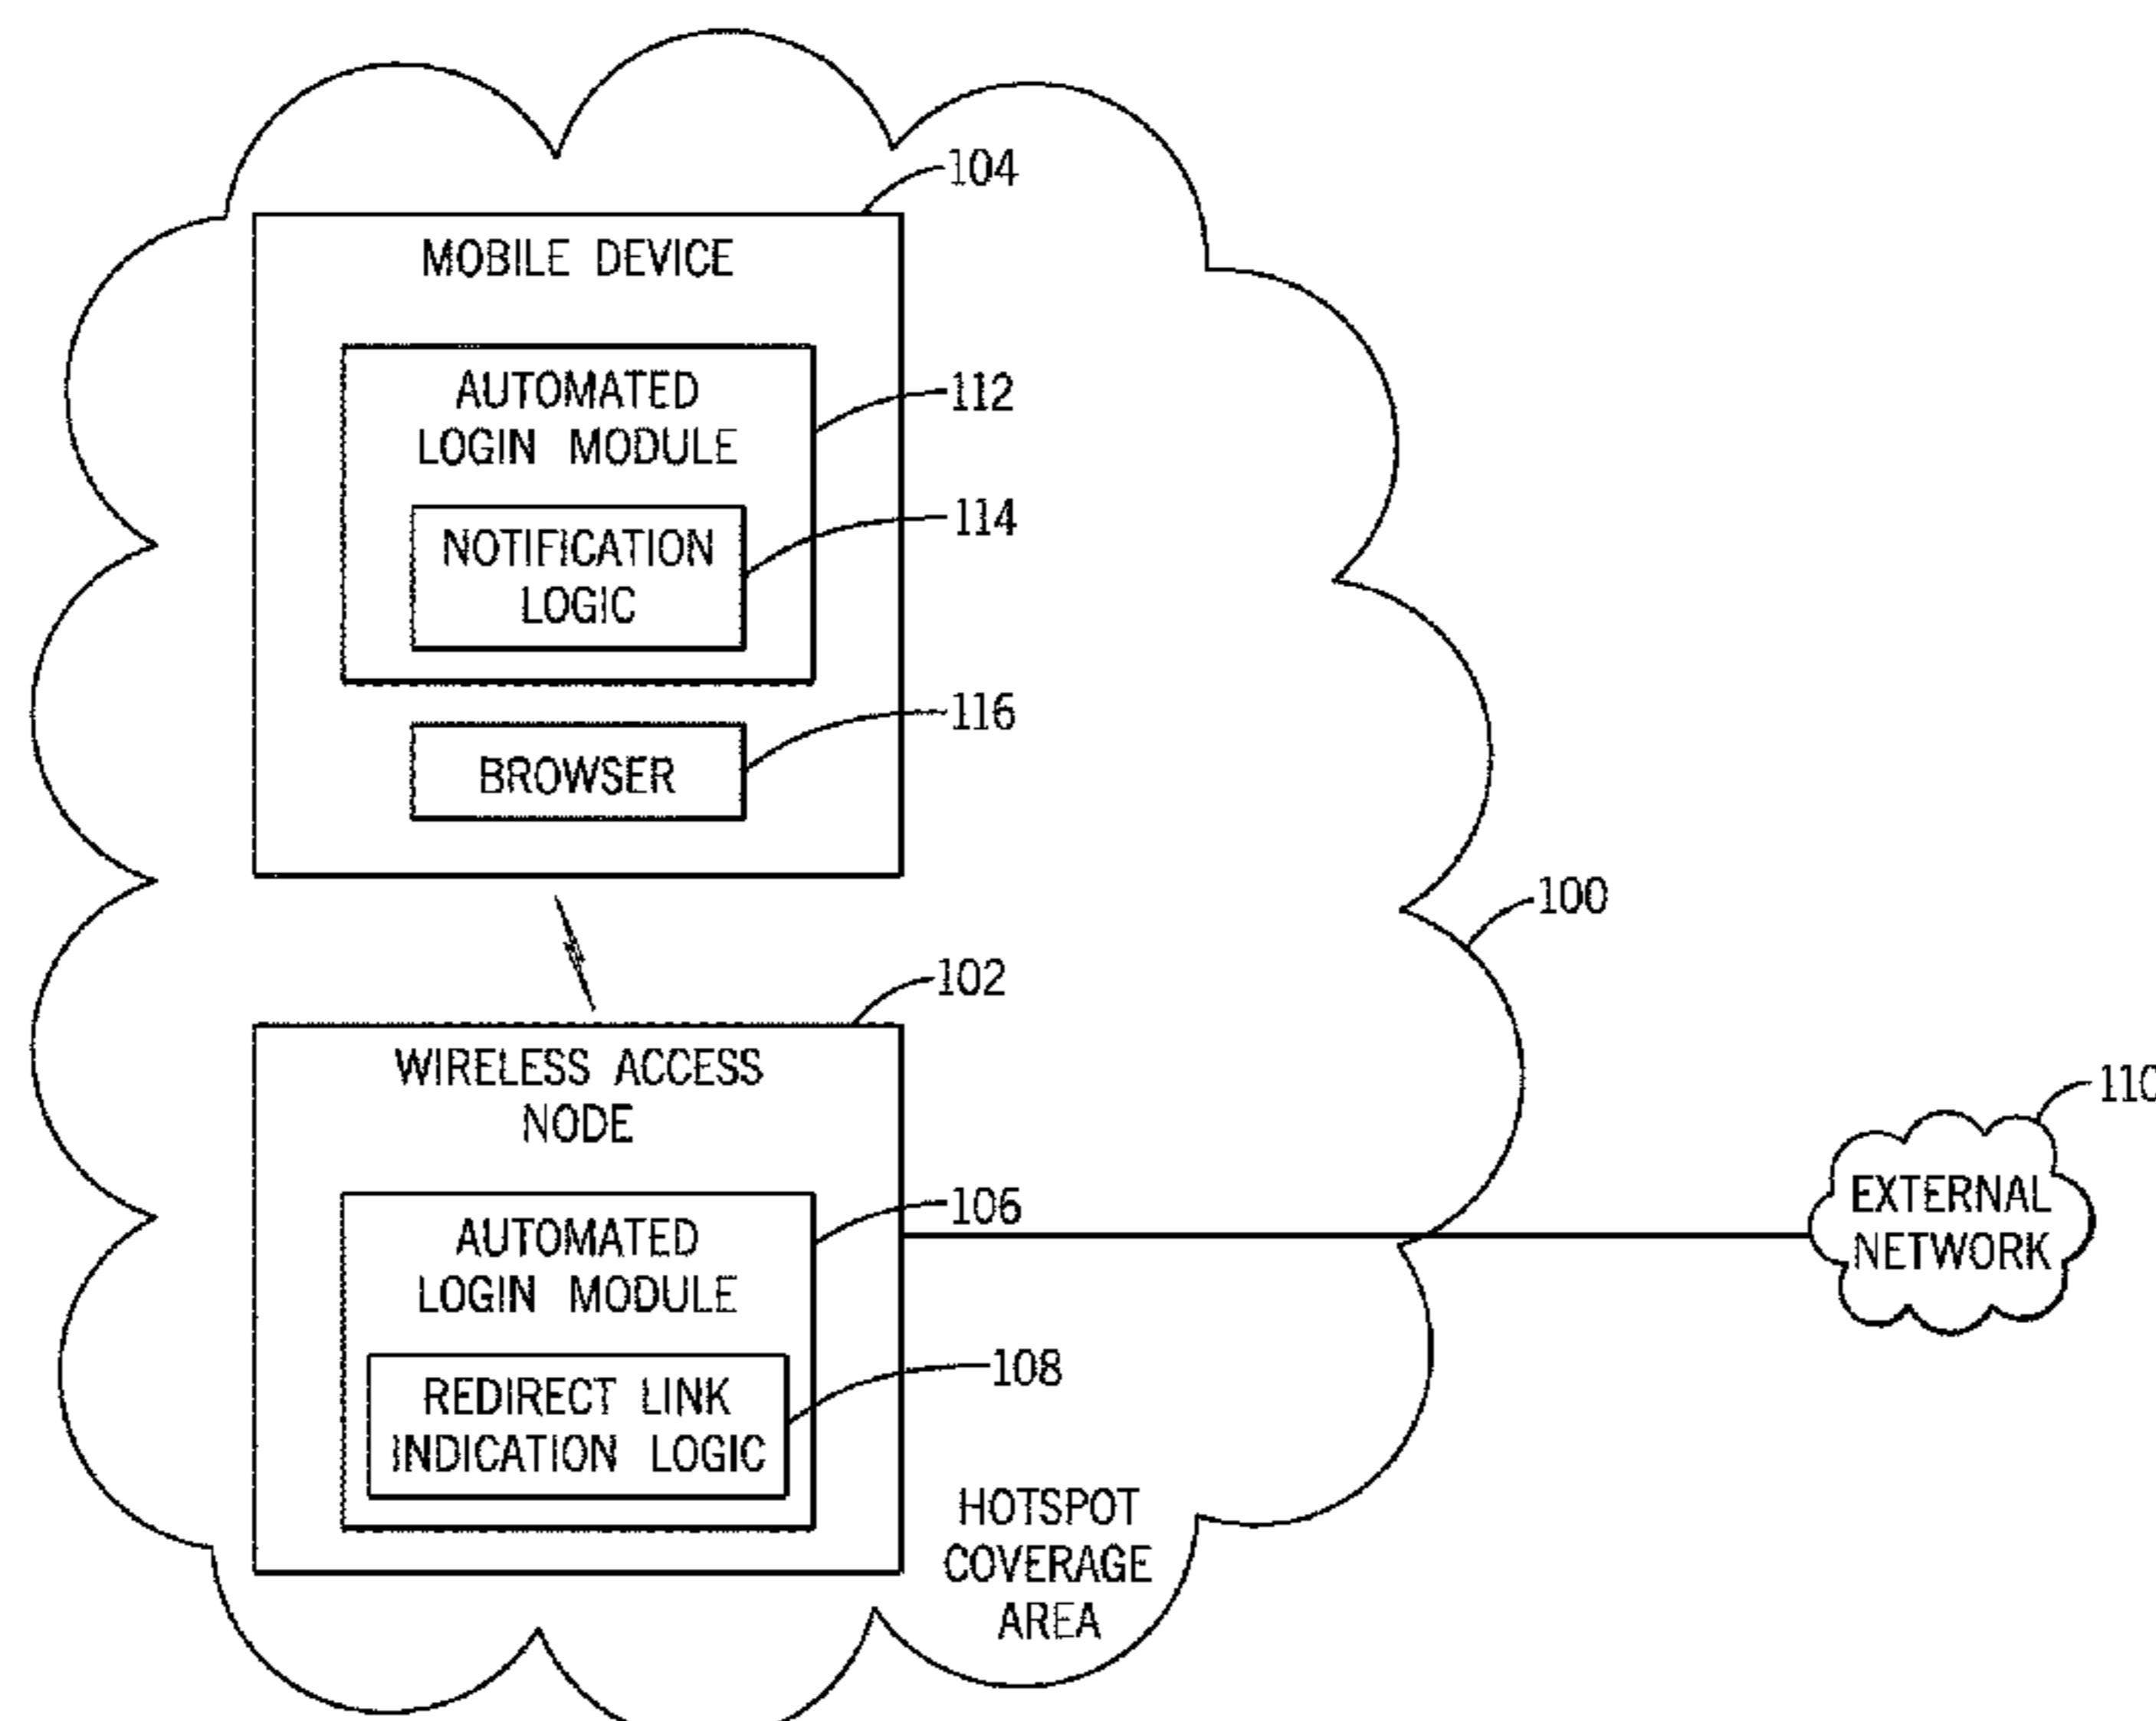 104
MOBILE DEVICE
AUTOMATED
LOGIN MODULE
112
NOTIFICATION
LOGIC
114
BROWSER
116
100
102
WIRELESS ACCESS
NODE
110
AUTOMATED
LOGIN MODULE
106
EXTERNAL
NETWORK
REDIRECT LINK
INDICATION LOGIC
108
HOTSPOT
COVERAGE
AREA